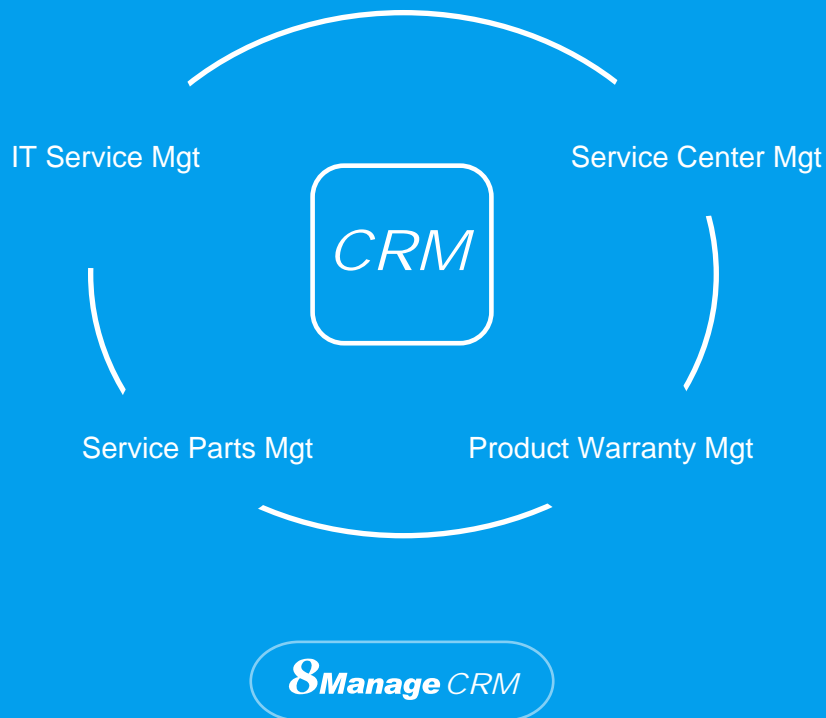 IT Service Mgt
Service Center Mgt
CRM
Service Parts Mgt
Product Warranty Mgt
8Manage CRM